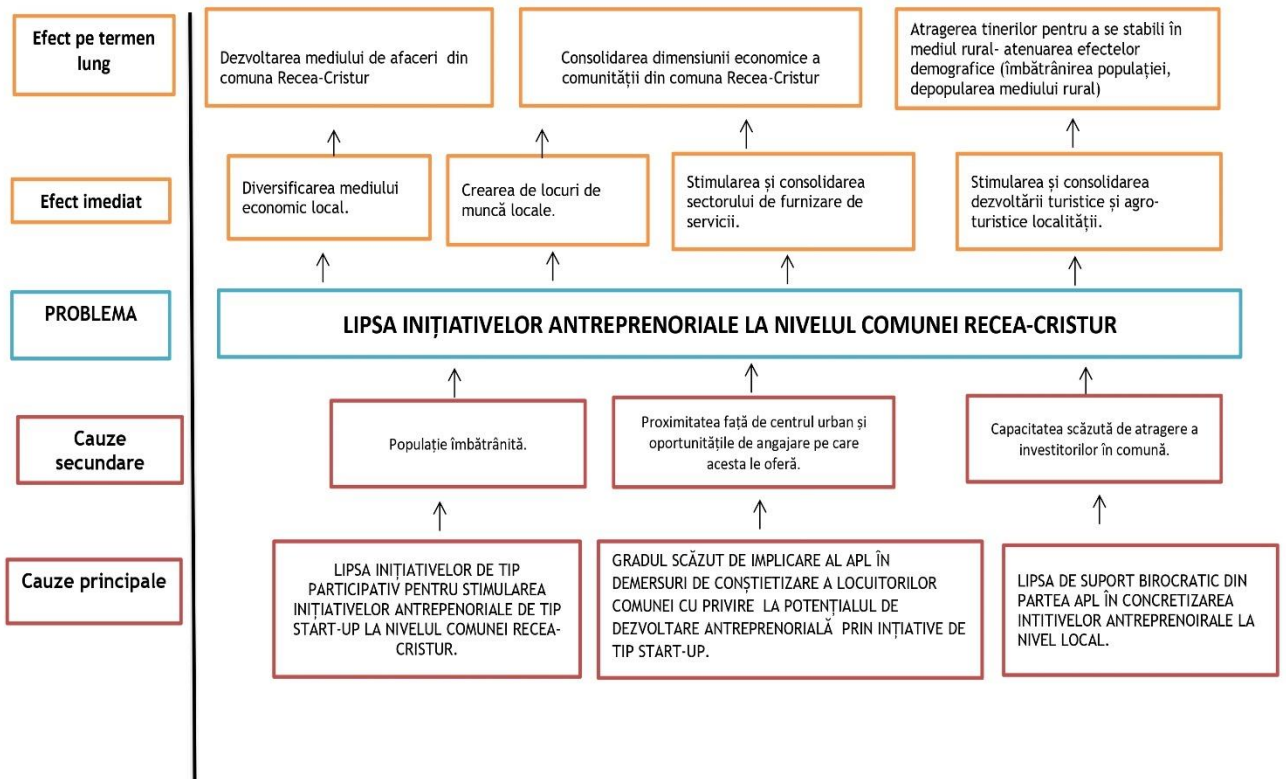 Efect pe termen
lung
Dezvoltarea mediului de afaceri din
comuna Recea-Cristur
Consolidarea dimensiunii economice a
comunității din comuna Recea-Cristur
Atragerea tinerilor pentru a se stabili în
mediul rural- atenuarea efectelor
demografice (îmbătrânirea populației,
depopularea mediului rural)
Efect imediat
Diversificarea mediului
economic local.
Crearea de locuri de
muncă locale.
Stimularea și consolidarea
sectorului de furnizare de
servicii.
Stimularea și consolidarea
dezvoltării turistice și agro-
turistice localității.
PROBLEMA
LIPSA INIȚIATIVELOR ANTREPRENORIALE LA NIVELUL COMUNEI RECEA-CRISTUR
Cauze
secundare
Populație îmbătrânită.
Proximitatea față de centrul urban și
oportunitățile de angajare pe care
acesta le oferă.
Capacitatea scăzută de atragere a
investitorilor în comună.
Cauze principale
LIPSA INIȚIATIVELOR DE TIP
PARTICIPATIV PENTRU STIMULAREA
INIȚIATIVELOR ANTREPENORIALE DE TIP
START-UP LA NIVELUL COMUNEI RECEA-
CRISTUR.
GRADUL SCĂZUT DE IMPLICARE AL APL ÎN
DEMERSURI DE CONȘTIETIZARE A LOCUITORILOR
COMUNEI CU PRIVIRE LA POTENȚIALUL DE
DEZVOLTARE ANTREPRENORIALĂ PRIN INȚIATIVE DE
TIP START-UP.
LIPSA DE SUPORT BIROCRATIC DIN
PARTEA APL ÎN CONCRETIZAREA
INTITIVELOR ANTREPRENOIRALE LA
NIVEL LOCAL.